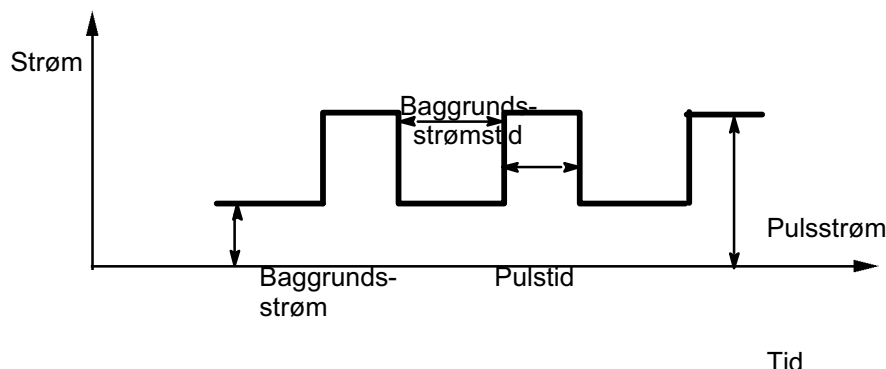 Strøm
Baggrunds-
strømstid
Pulsstrøm
Baggrunds-
strøm
Pulstid
Tid